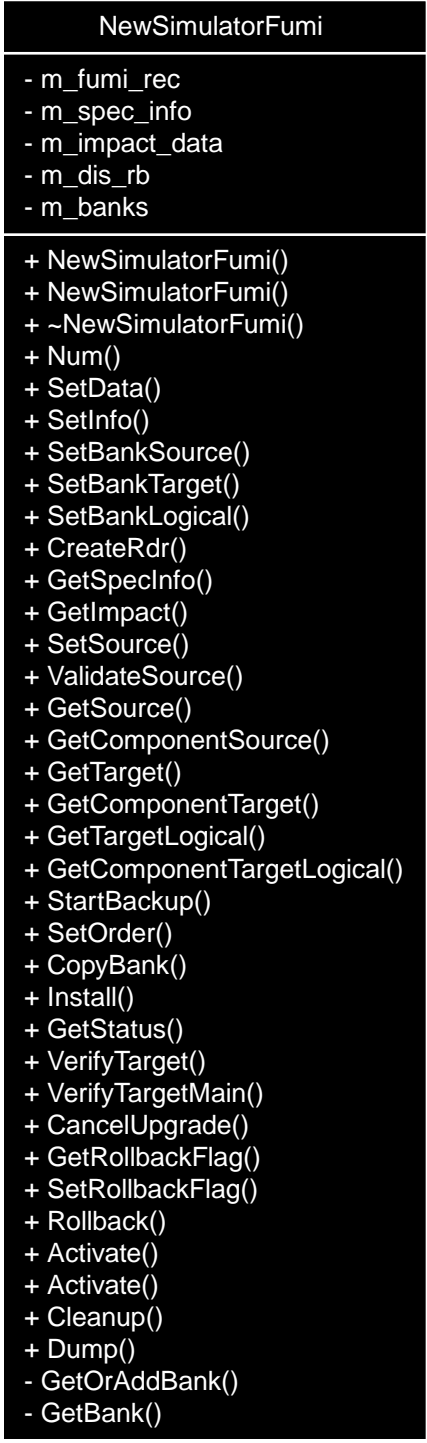 NewSimulatorFumi
- m_fumi_rec
- m_spec_info
- m_impact_data
- m_dis_rb
- m_banks
+ NewSimulatorFumi()
+ NewSimulatorFumi()
+ ~NewSimulatorFumi()
+ Num()
+ SetData()
+ SetInfo()
+ SetBankSource()
+ SetBankTarget()
+ SetBankLogical()
+ CreateRdr()
+ GetSpecInfo()
+ GetImpact()
+ SetSource()
+ ValidateSource()
+ GetSource()
+ GetComponentSource()
+ GetTarget()
+ GetComponentTarget()
+ GetTargetLogical()
+ GetComponentTargetLogical()
+ StartBackup()
+ SetOrder()
+ CopyBank()
+ Install()
+ GetStatus()
+ VerifyTarget()
+ VerifyTargetMain()
+ CancelUpgrade()
+ GetRollbackFlag()
+ SetRollbackFlag()
+ Rollback()
+ Activate()
+ Activate()
+ Cleanup()
+ Dump()
- GetOrAddBank()
- GetBank()